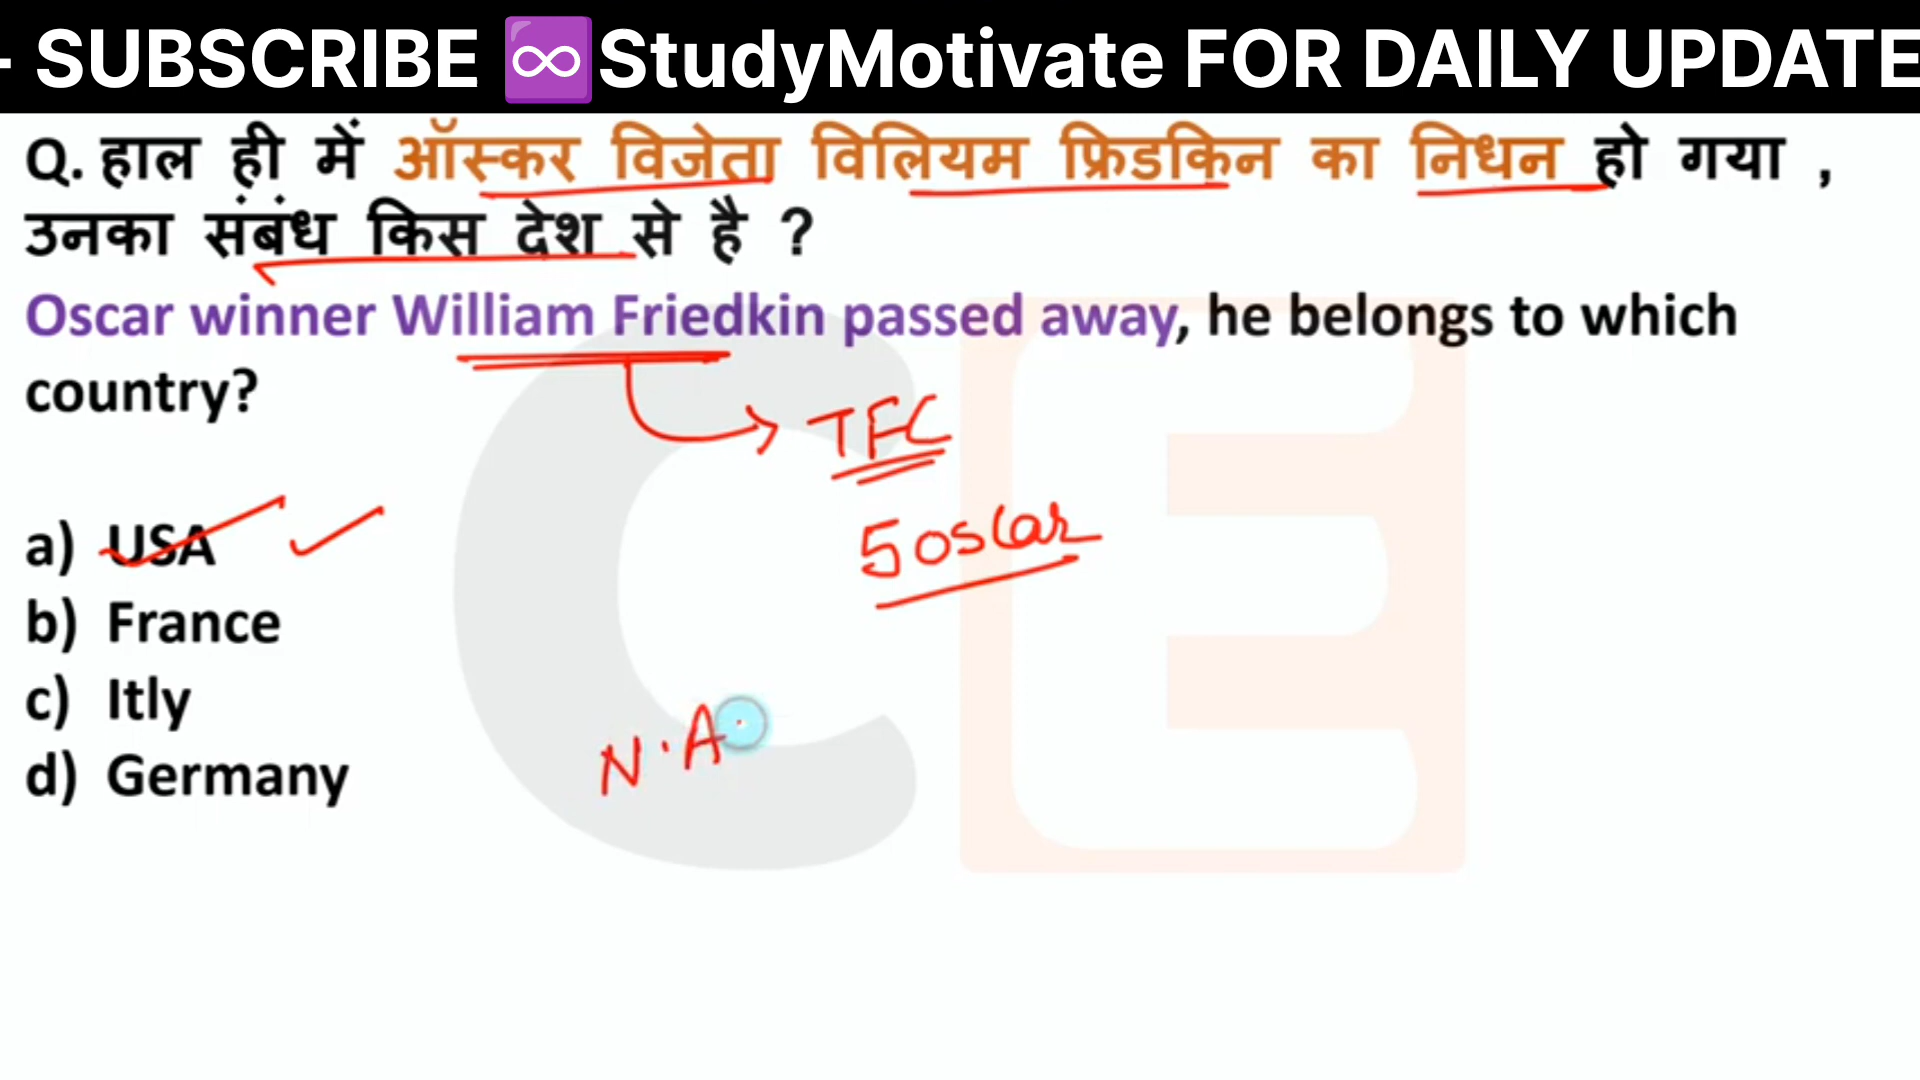 - SUBSCRIBE ♾️StudyMotivate FOR DAILY UPDATE
Q. हाल ही में ऑस्कर विजेता विलियम फ्रिडकिन का निधन हो गया ,
उनका संबंध किस देश से है ?
Oscar winner William Friedkin passed away, he belongs to which
country?
TFC
5 oscar
a) USA
b) France
c) Itly
N.A
d) Germany
CE